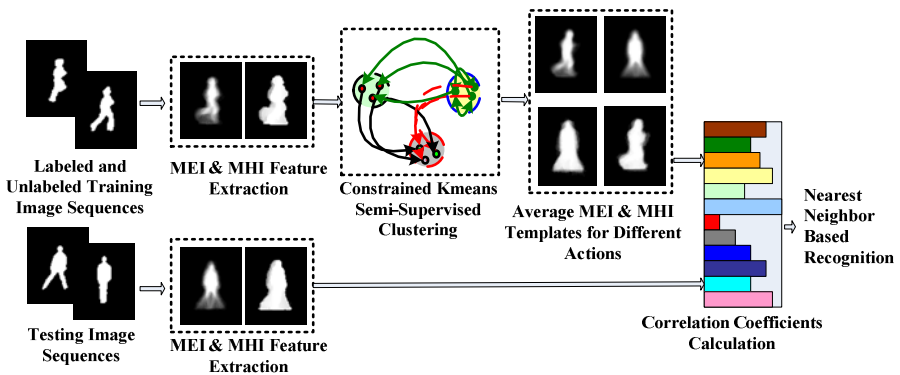 Labeled and
Unlabeled Training
Image Sequences
MEI & MHI Feature
Extraction
Constrained Kmeans
Semi-Supervised
Clustering
Average MEI & MHI
Templates for Different
Actions
Nearest
Neighbor
Based
Recognition
Testing Image
Sequences
MEI & MHI Feature
Extraction
Correlation Coefficients
Calculation